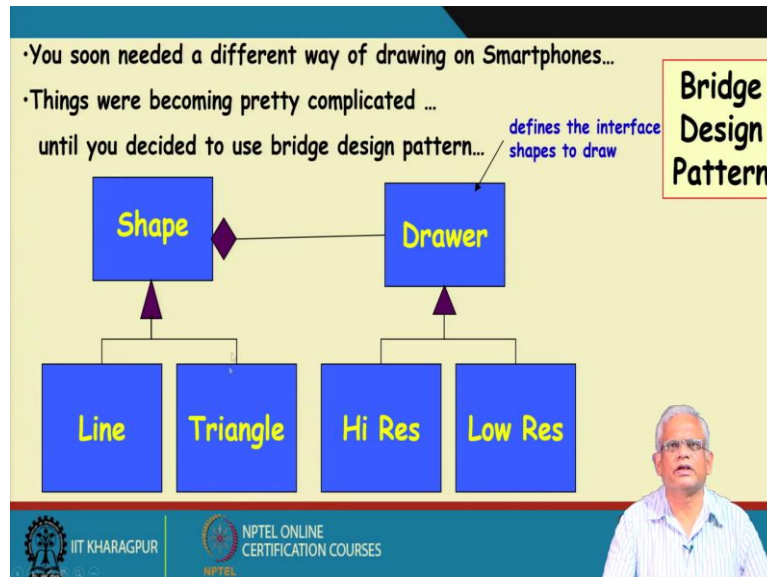 ·You soon needed a different way of drawing on Smartphones…
·Things were becoming pretty complicated …
until you decided to use bridge design pattern…
defines the interface
shapes to draw
Bridge
Design
Pattern
Shape
Drawer
Line
Triangle
Hi Res
Low Res
IIT KHARAGPUR
NPTEL
NPTEL ONLINE
CERTIFICATION COURSES